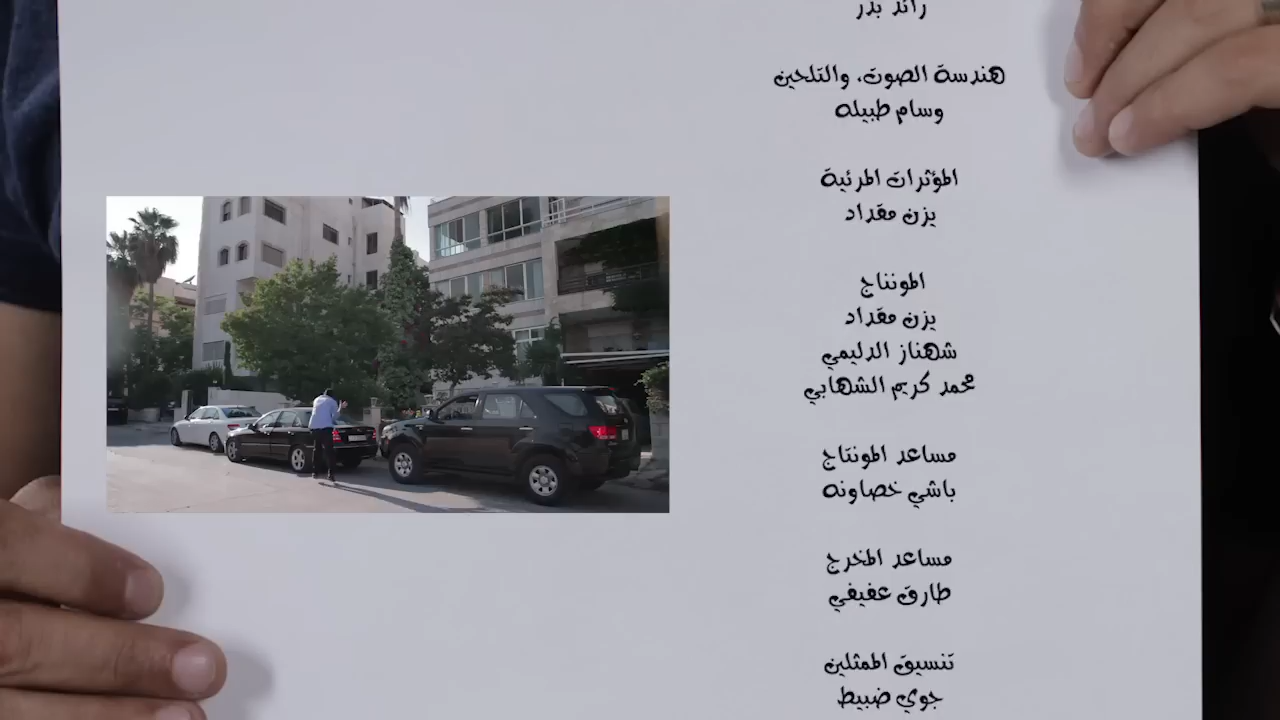 رائد بدر
هندسة الصوت، والتلحين
وسام طبيله
المؤثرات المرئية
يزن مقداد
المونتاج
يزن مقداد
شهناز الدليمي
محمد كريم الشهابي
مساعد المونتاج
باشي خصاونه
مساعد المخرج
طارق عفيفي
تنسيق الممثلين
جوي ضبيط